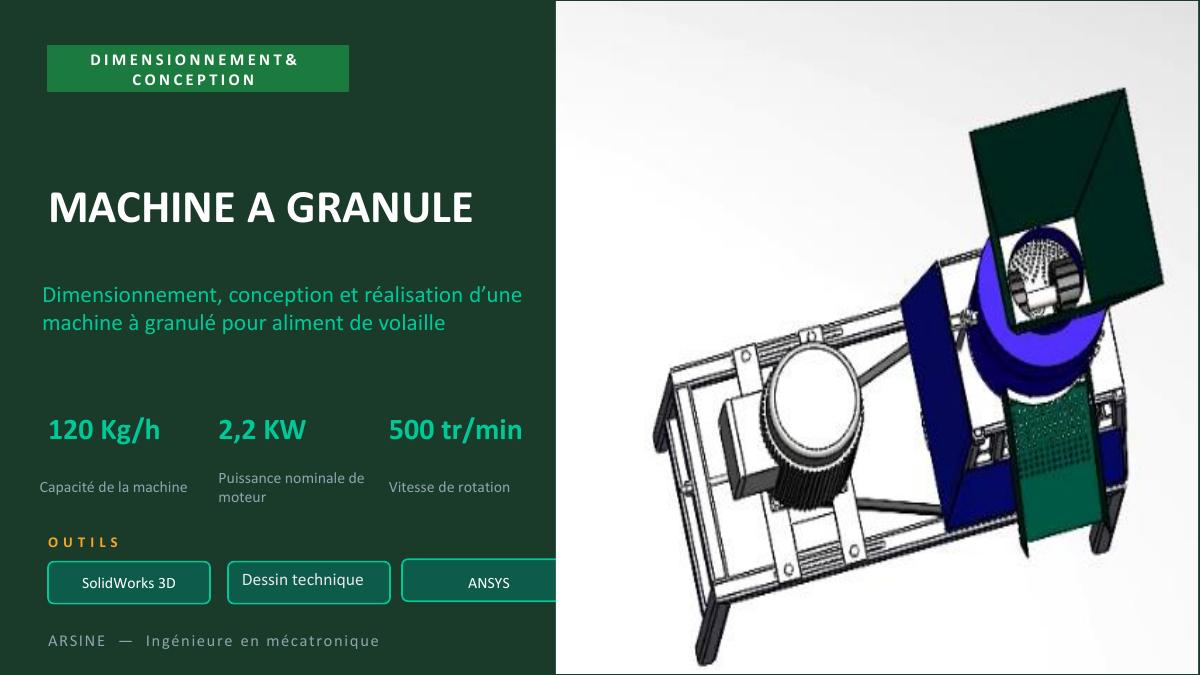 DIMENSIONNEMENT&
CONCEPTION
MACHINE A GRANULE
Dimensionnement, conception et réalisation d’une
machine à granulé pour aliment de volaille
120 Kg/h
2,2 KW
500 tr/min
Capacité de la machine
Puissance nominale de
moteur
Vitesse de rotation
OUTILS
SolidWorks 3D
Dessin technique
ANSYS
ARSINE — Ingénieure en mécatronique